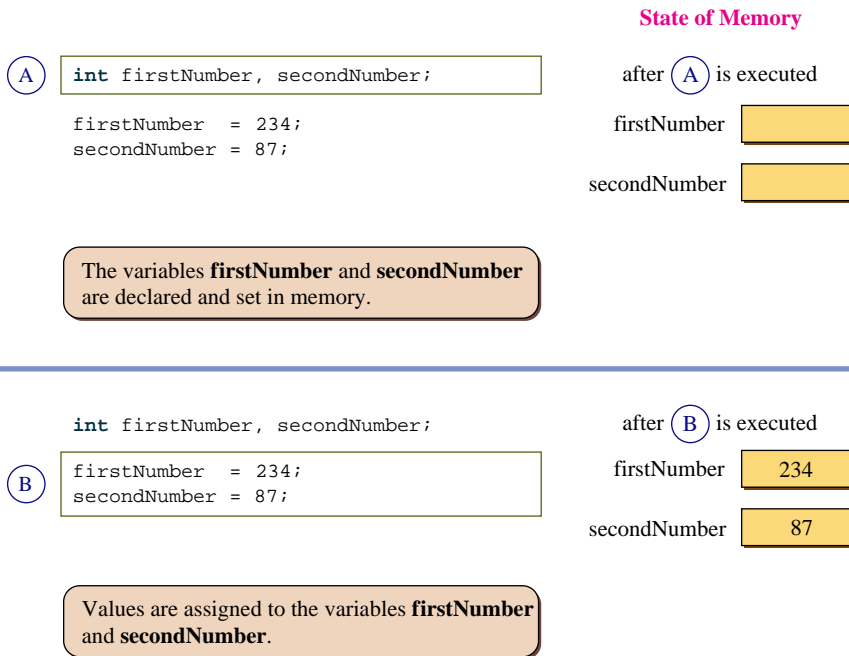 State of Memory
A
int firstNumber, secondNumber;
after A is executed
firstNumber  = 234;
secondNumber = 87;
firstNumber
secondNumber
The variables firstNumber and secondNumber
are declared and set in memory.
int firstNumber, secondNumber;
after B is executed
B
firstNumber  = 234;
secondNumber = 87;
firstNumber 234
secondNumber 87
Values are assigned to the variables firstNumber
and secondNumber.